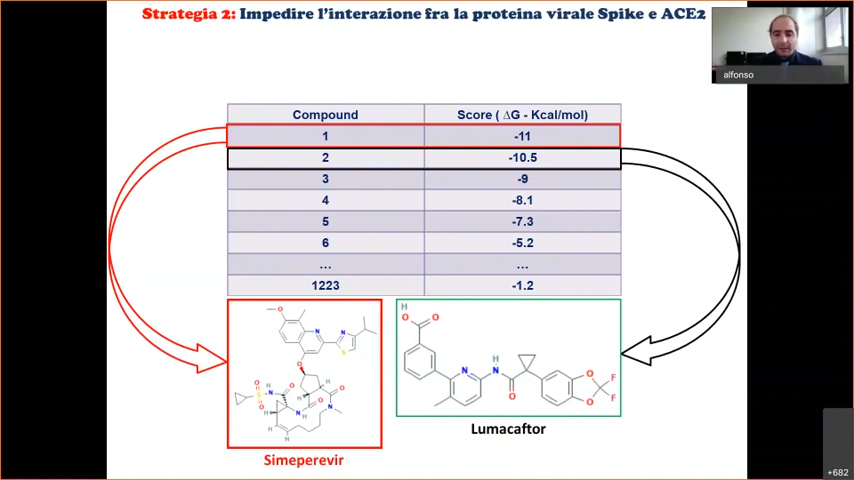 Strategia 2: Impedire l'interazione fra la proteina virale Spike e ACE2
alfonso
Compound Score ( ΔG - Kcal/mol)
1 -11
2 -10.5
3 -9
4 -8.1
5 -7.3
6 -5.2
... ...
1223 -1.2
Simeperevir
Lumacaftor
+682